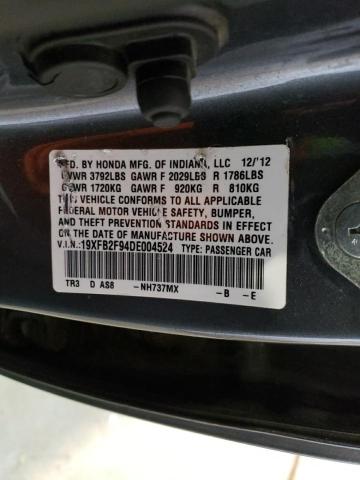 MFD. BY HONDA MFG. OF INDIANA, LLC 12/'12
GVWR 3792LBS GAWR F 2029LBS R 1786LBS
GVWR 1720KG GAWR F 920KG R 810KG
THIS VEHICLE CONFORMS TO ALL APPLICABLE
FEDERAL MOTOR VEHICLE SAFETY, BUMPER,
AND THEFT PREVENTION STANDARDS IN EFFECT
ON THE DATE OF MANUFACTURE SHOWN ABOVE.
V.I.N.:19XFB2F94DE004524 TYPE: PASSENGER CAR
TR3 D AS8 -NH737MX -B -E